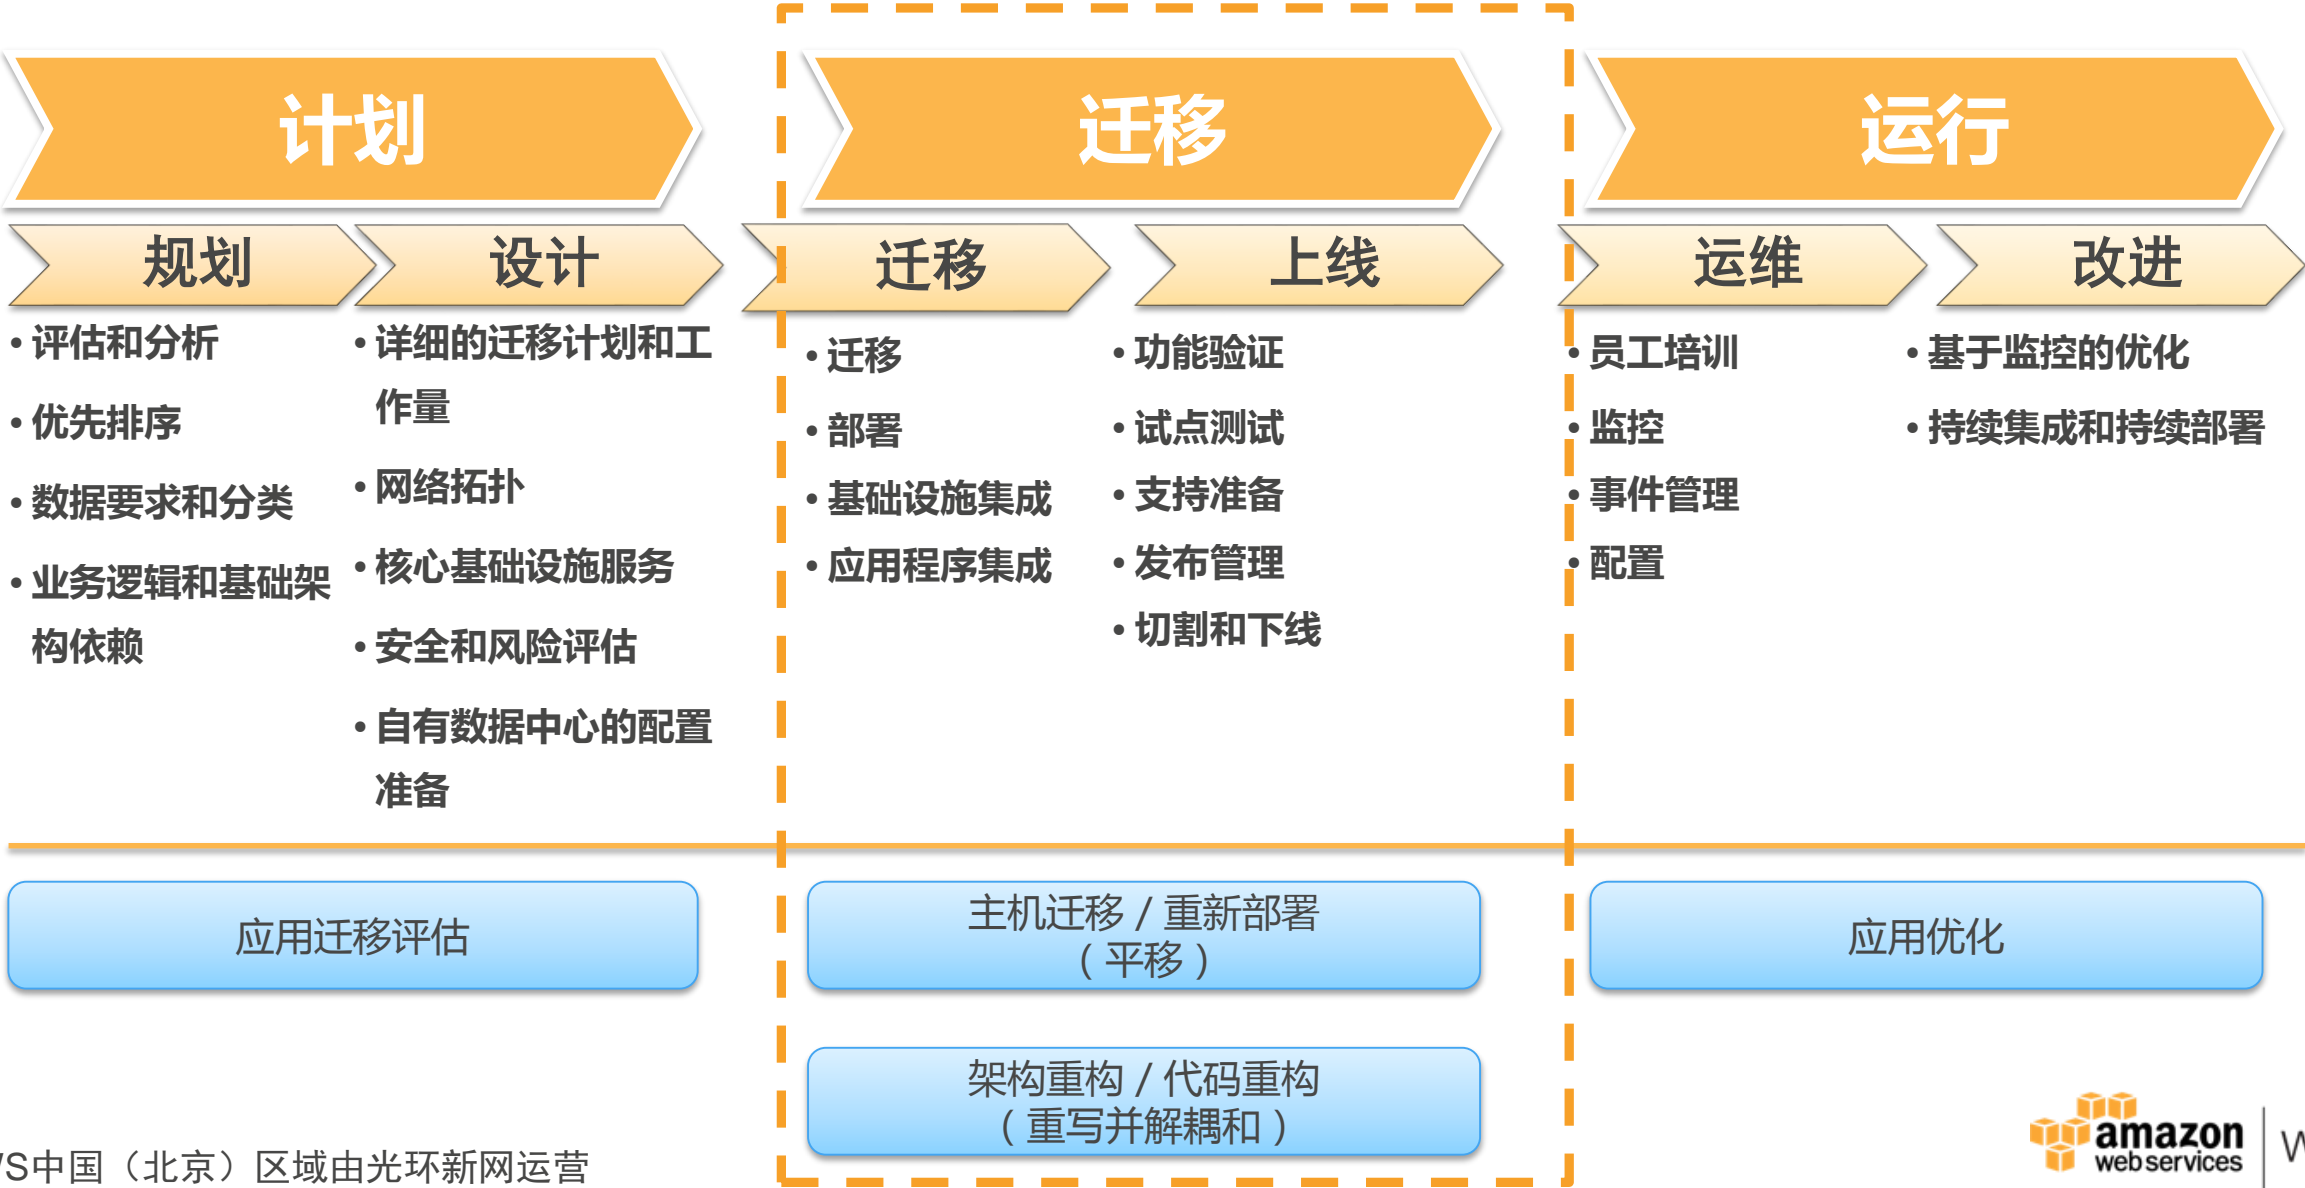 计划
迁移
运行
规划
设计
迁移
上线
运维
改进
• 评估和分析
• 优先排序
• 数据要求和分类
• 业务逻辑和基础架
构依赖
• 详细的迁移计划和工
作量
• 网络拓扑
• 核心基础设施服务
• 安全和风险评估
• 自有数据中心的配置
准备
• 迁移
• 部署
• 基础设施集成
• 应用程序集成
• 功能验证
• 试点测试
• 支持准备
• 发布管理
• 切割和下线
• 员工培训
• 监控
• 事件管理
• 配置
• 基于监控的优化
• 持续集成和持续部署
应用迁移评估
主机迁移 / 重新部署
（平移）
应用优化
架构重构 / 代码重构
（重写并解耦和）
S中国（北京）区域由光环新网运营
amazon
web services